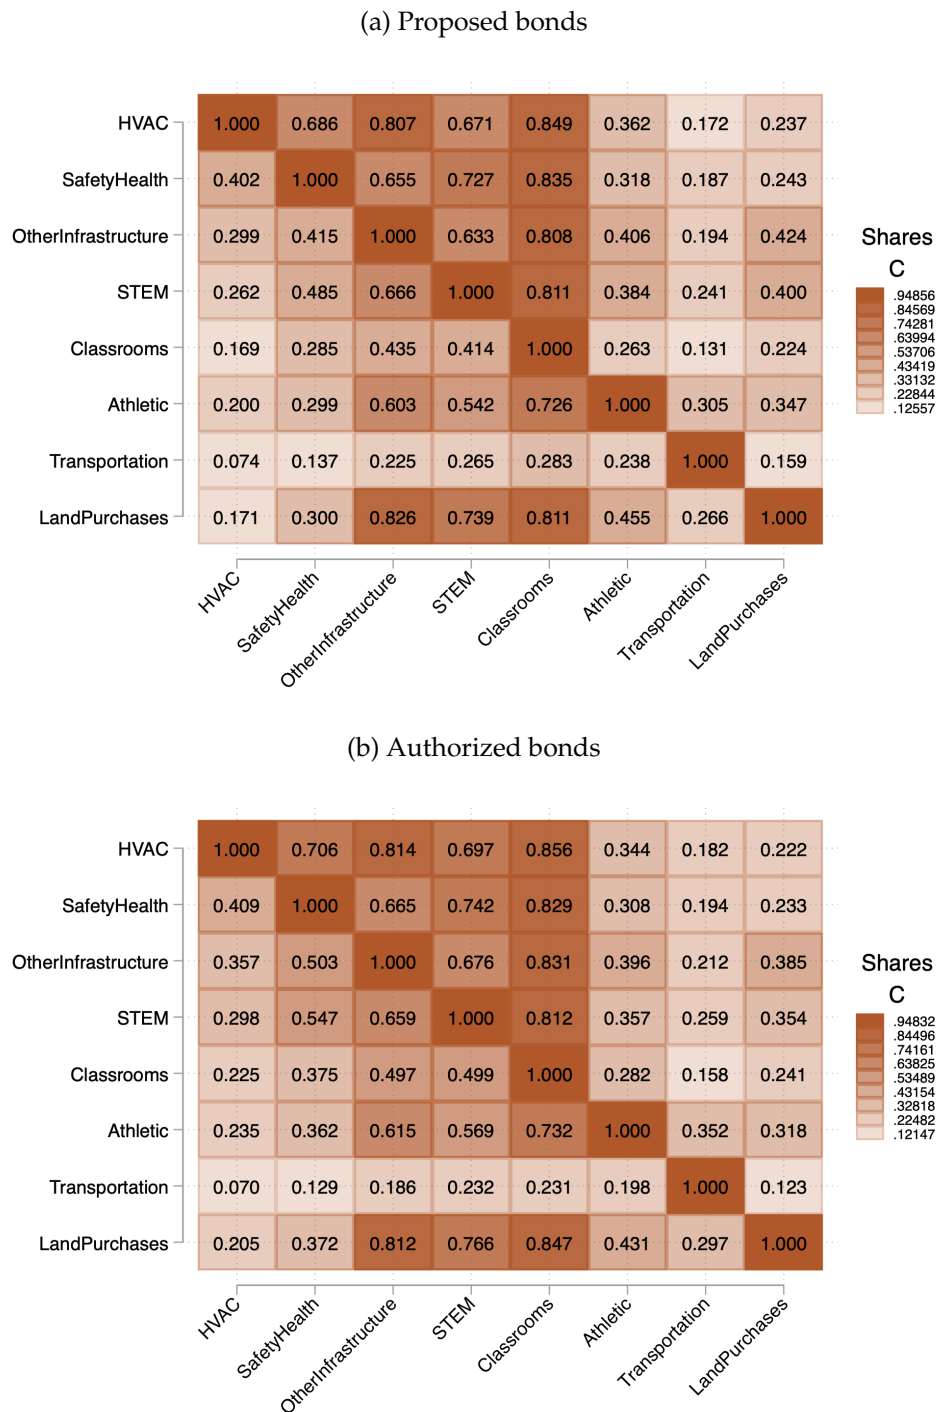 (a) Proposed bonds
HVAC 1.000 0.686 0.807 0.671 0.849 0.362 0.172 0.237
SafetyHealth 0.402 1.000 0.655 0.727 0.835 0.318 0.187 0.243
OtherInfrastructure 0.299 0.415 1.000 0.633 0.808 0.406 0.194 0.424
STEM 0.262 0.485 0.666 1.000 0.811 0.384 0.241 0.400
Classrooms 0.169 0.285 0.435 0.414 1.000 0.263 0.131 0.224
Athletic 0.200 0.299 0.603 0.542 0.726 1.000 0.305 0.347
Transportation 0.074 0.137 0.225 0.265 0.283 0.238 1.000 0.159
LandPurchases 0.171 0.300 0.826 0.739 0.811 0.455 0.266 1.000
HVAC SafetyHealth OtherInfrastructure STEM Classrooms Athletic Transportation LandPurchases
Shares
C
.94856
.84569
.74281
.63994
.53706
.43419
.33132
.22844
.12557
(b) Authorized bonds
HVAC 1.000 0.706 0.814 0.697 0.856 0.344 0.182 0.222
SafetyHealth 0.409 1.000 0.665 0.742 0.829 0.308 0.194 0.233
OtherInfrastructure 0.357 0.503 1.000 0.676 0.831 0.396 0.212 0.385
STEM 0.298 0.547 0.659 1.000 0.812 0.357 0.259 0.354
Classrooms 0.225 0.375 0.497 0.499 1.000 0.282 0.158 0.241
Athletic 0.235 0.362 0.615 0.569 0.732 1.000 0.352 0.318
Transportation 0.070 0.129 0.186 0.232 0.231 0.198 1.000 0.123
LandPurchases 0.205 0.372 0.812 0.766 0.847 0.431 0.297 1.000
HVAC SafetyHealth OtherInfrastructure STEM Classrooms Athletic Transportation LandPurchases
Shares
C
.94832
.84496
.74161
.63825
.53489
.43154
.32818
.22482
.12147